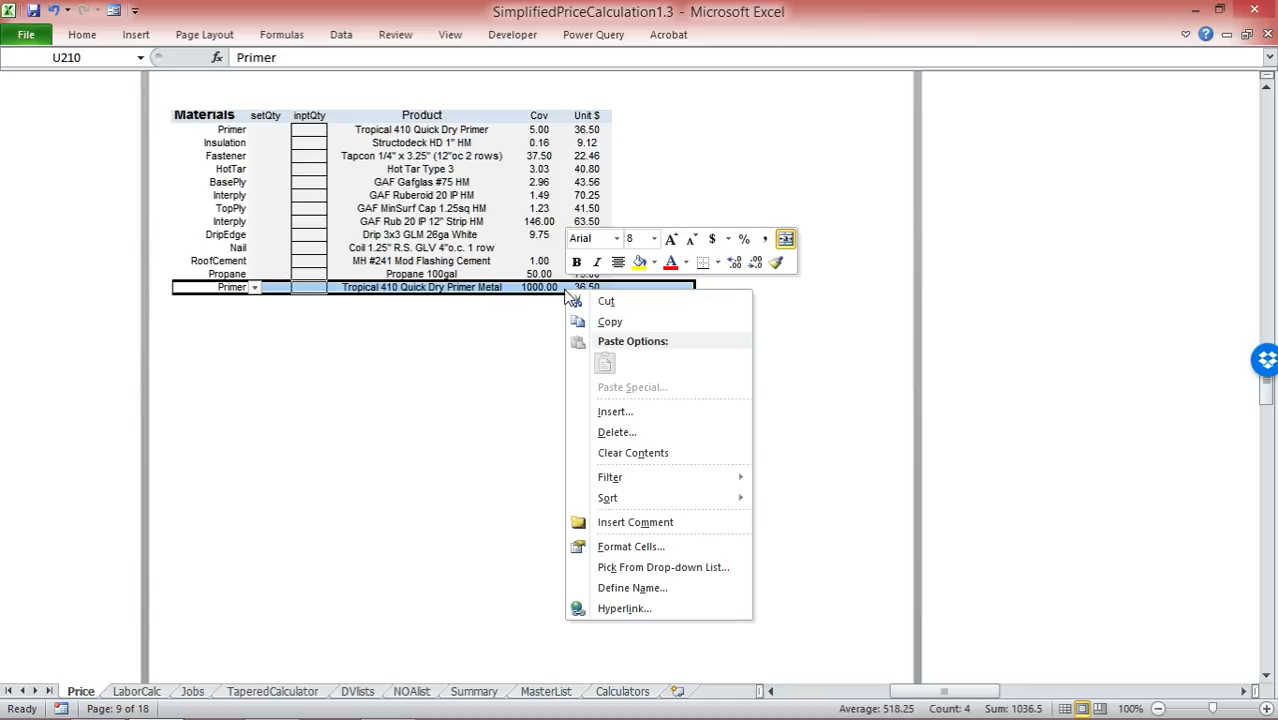 SimplifiedPriceCalculation1.3 - Microsoft Excel
File Home Insert Page Layout Formulas Data Review View Developer Power Query Acrobat
U210 fx Primer
Materials setQty inptQty Product Cov Unit $
Primer Tropical 410 Quick Dry Primer 5.00 36.50
Insulation Structodeck HD 1" HM 0.16 9.12
Fastener Tapcon 1/4" x 3.25" (12"oc 2 rows) 37.50 22.46
HotTar Hot Tar Type 3 3.03 40.80
BasePly GAF Gafglas #75 HM 2.96 43.56
Interply GAF Ruberoid 20 IP HM 1.49 70.25
TopPly GAF MinSurf Cap 1.25sq HM 1.23 41.50
Interply GAF Rub 20 IP 12" Strip HM 146.00 63.50
DripEdge Drip 3x3 GLM 26ga White 9.75
Nail Coil 1.25" R.S. GLV 4"o.c. 1 row
RoofCement MH #241 Mod Flashing Cement 1.00
Propane Propane 100gal 50.00
Primer Tropical 410 Quick Dry Primer Metal 1000.00 36.50
Arial 8 A A $ % ,
B I A .00 .0
Cut
Copy
Paste Options:
Paste Special...
Insert...
Delete...
Clear Contents
Filter
Sort
Insert Comment
Format Cells...
Pick From Drop-down List...
Define Name...
Hyperlink...
Price LaborCalc Jobs TaperedCalculator DVlists NOAlist Summary MasterList Calculators
Ready Page: 9 of 18 Average: 518.25 Count: 4 Sum: 1036.5 100%